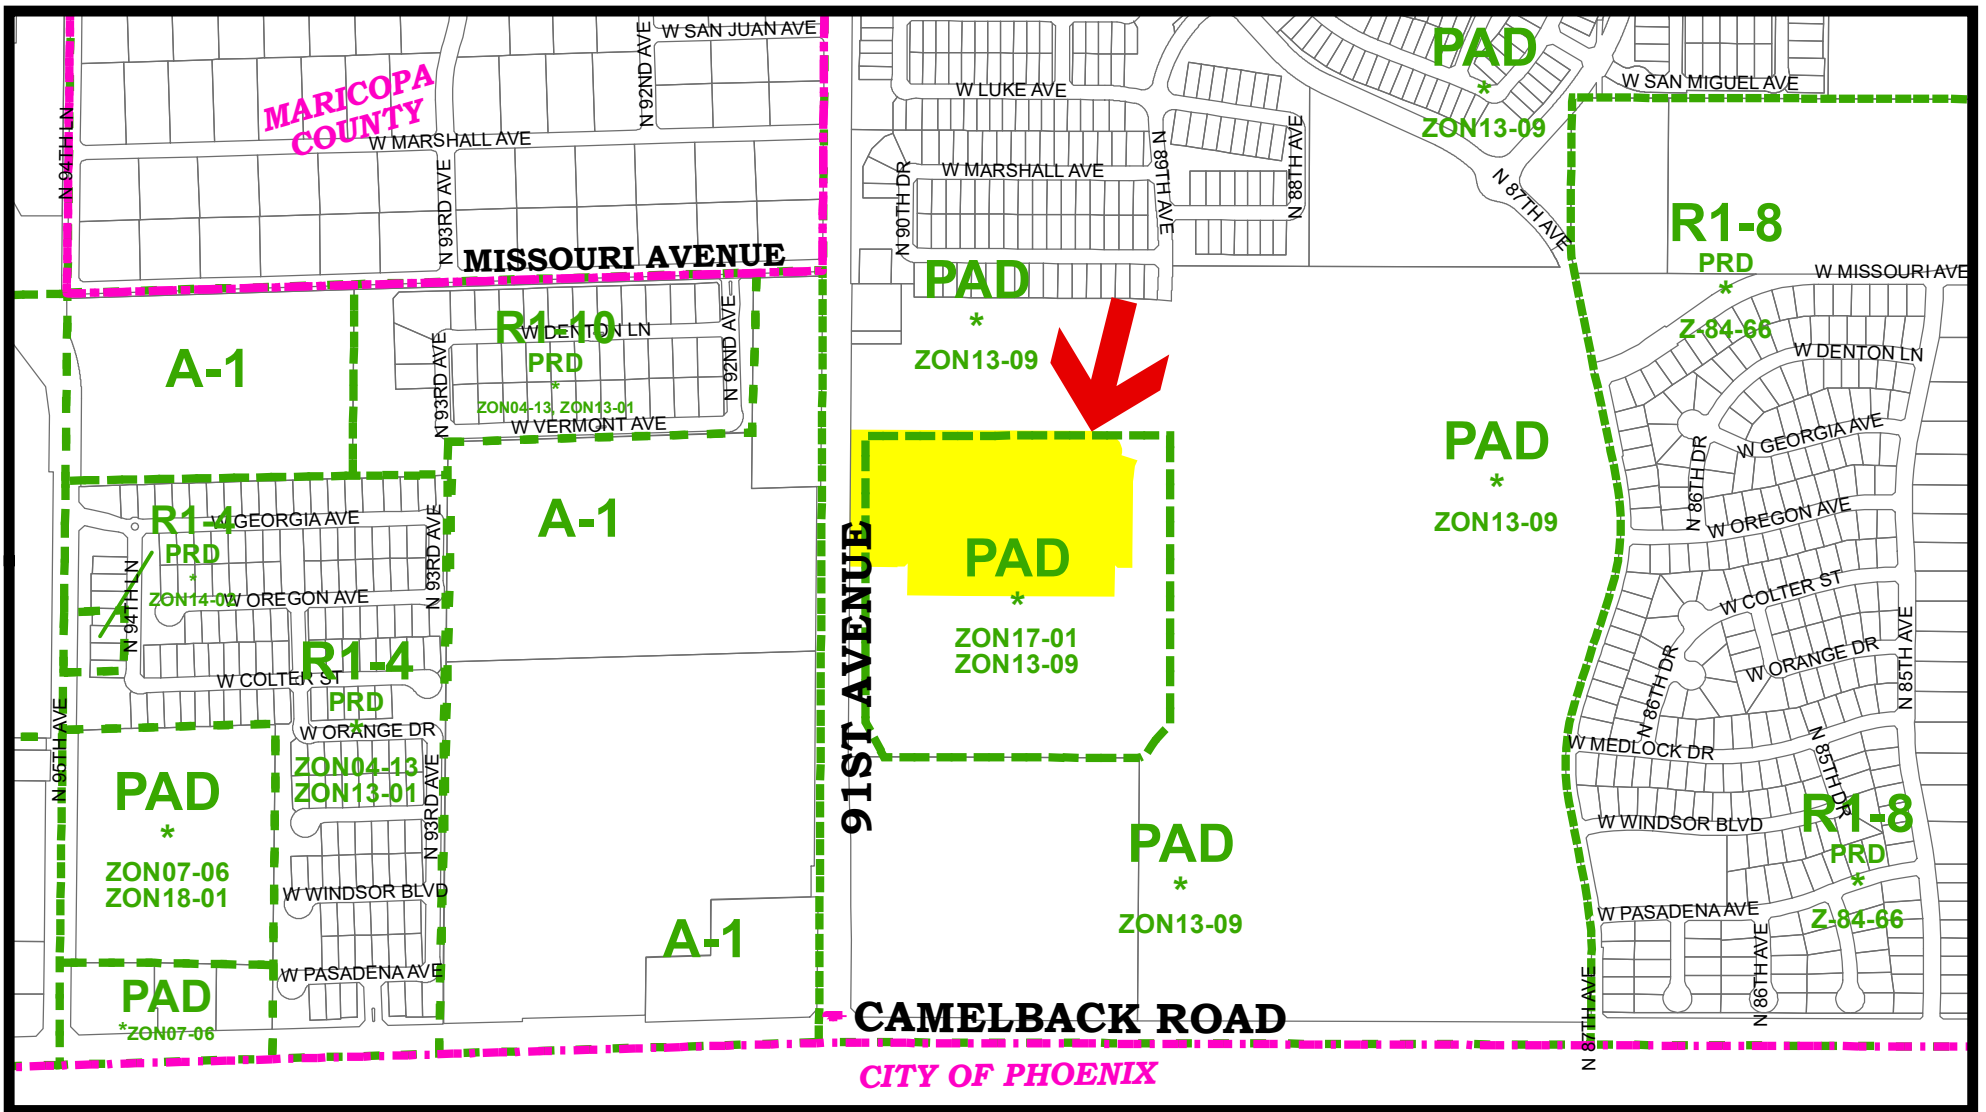 W SAN JUAN AVE
N 92ND AVE
PAD
*
ZON13-09
W SAN MIGUEL AVE
MARICOPA
COUNTY
W LUKE AVE
N 94TH LN
W MARSHALL AVE
N 93RD AVE
N 90TH DR
W MARSHALL AVE
N 89TH AVE
N 88TH AVE
N 87TH AVE
R1-8
PRD
*
Z-84-66
W MISSOURI AVE
MISSOURI AVENUE
PAD
*
ZON13-09
A-1
R1-10
W DENTON LN
PRD
*
ZON04-13, ZON13-01
W VERMONT AVE
N 93RD AVE
N 92ND AVE
W DENTON LN
W GEORGIA AVE
N 86TH DR
W OREGON AVE
PAD
*
ZON13-09
R1-4
W GEORGIA AVE
PRD
*
ZON14-02
W OREGON AVE
N 94TH LN
N 93RD AVE
A-1
91ST AVENUE
PAD
*
ZON17-01
ZON13-09
W COLTER ST
W ORANGE DR
N 86TH DR
N 85TH AVE
R1-4
W COLTER ST
PRD
*
W ORANGE DR
ZON04-13
ZON13-01
N 95TH AVE
N 93RD AVE
W MEDLOCK DR
N 85TH DR
W WINDSOR BLVD
R1-8
PRD
*
Z-84-66
PAD
*
ZON07-06
ZON18-01
W WINDSOR BLVD
PAD
*
ZON13-09
W PASADENA AVE
N 86TH AVE
N 87TH AVE
A-1
W PASADENA AVE
PAD
*ZON07-06
CAMELBACK ROAD
CITY OF PHOENIX